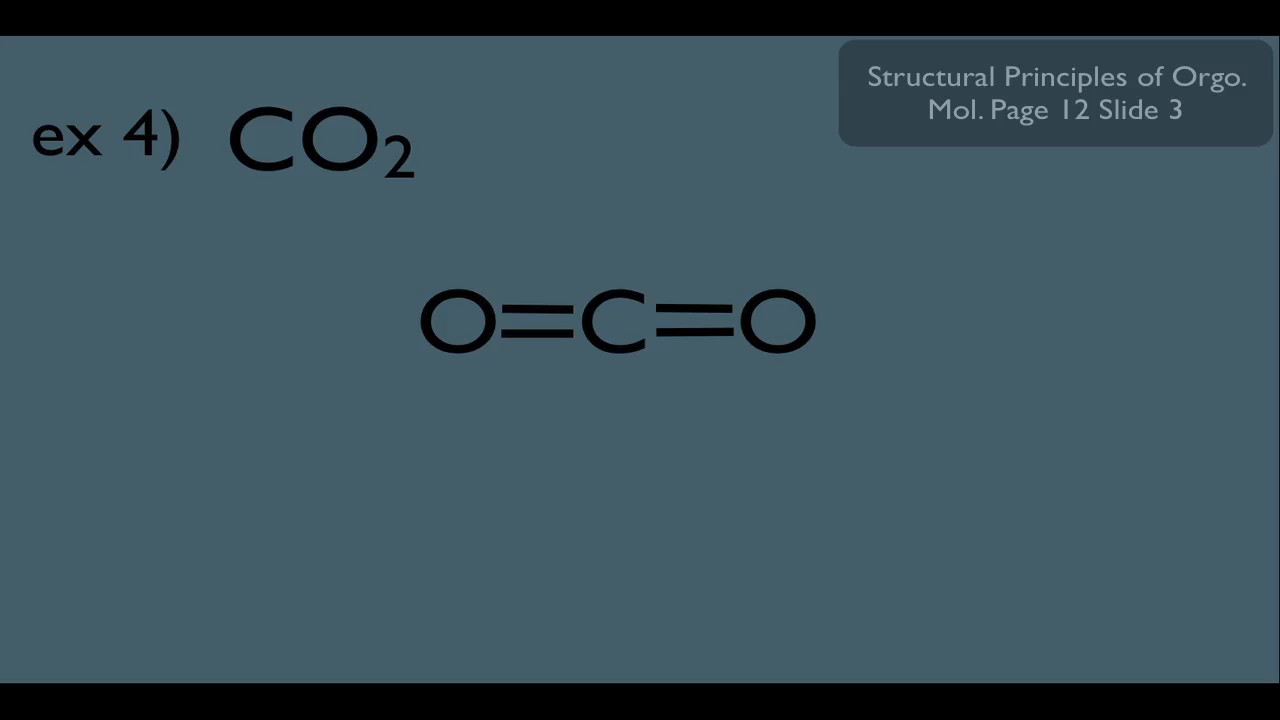 Structural Principles of Orgo.
Mol. Page 12 Slide 3
ex 4) CO₂
O=C=O